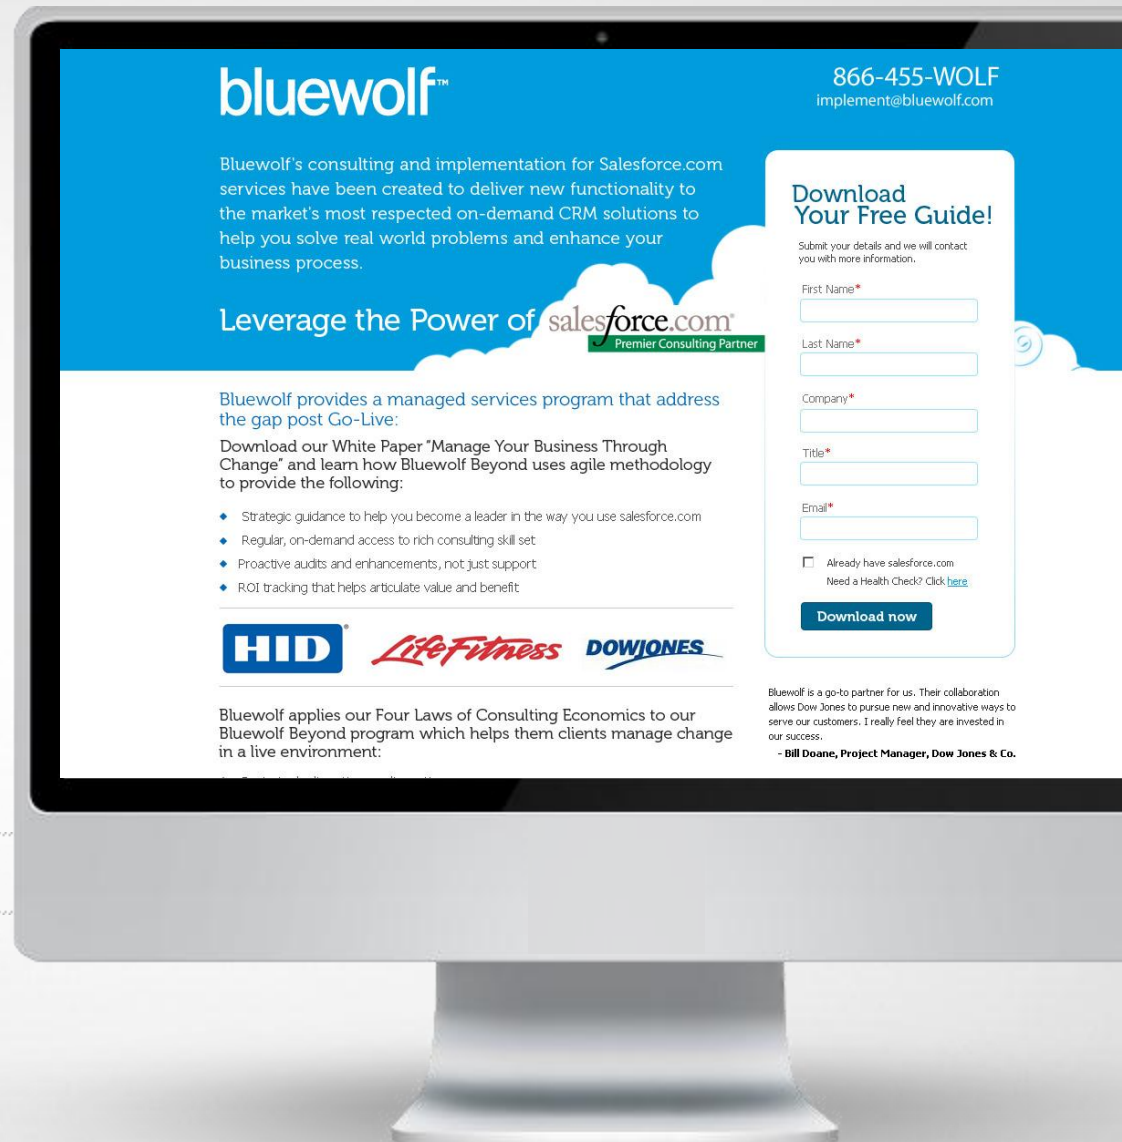 bluewolf™
866-455-WOLF
implement@bluewolf.com
Bluewolf's consulting and implementation for Salesforce.com
services have been created to deliver new functionality to
the market's most respected on-demand CRM solutions to
help you solve real world problems and enhance your
business process.
Leverage the Power of salesforce.com®
Premier Consulting Partner
Bluewolf provides a managed services program that address
the gap post Go-Live:
Download our White Paper "Manage Your Business Through
Change" and learn how Bluewolf Beyond uses agile methodology
to provide the following:
Strategic guidance to help you become a leader in the way you use salesforce.com
Regular, on-demand access to rich consulting skill set
Proactive audits and enhancements, not just support
ROI tracking that helps articulate value and benefit
HID®
LifeFitness
DOWJONES
Bluewolf applies our Four Laws of Consulting Economics to our
Bluewolf Beyond program which helps them clients manage change
in a live environment:
Download
Your Free Guide!
Submit your details and we will contact
you with more information.
First Name*
Last Name*
Company*
Title*
Email*
Already have salesforce.com
Need a Health Check? Click here
Download now
Bluewolf is a go-to partner for us. Their collaboration
allows Dow Jones to pursue new and innovative ways to
serve our customers. I really feel they are invested in
our success.
- Bill Doane, Project Manager, Dow Jones & Co.